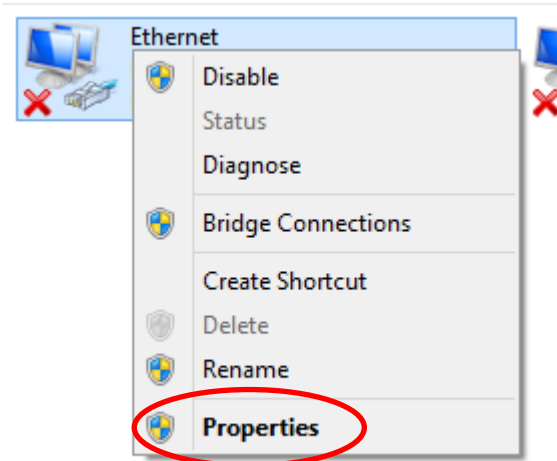 Ethernet
Disable
Status
Diagnose
Bridge Connections
Create Shortcut
Delete
Rename
Properties